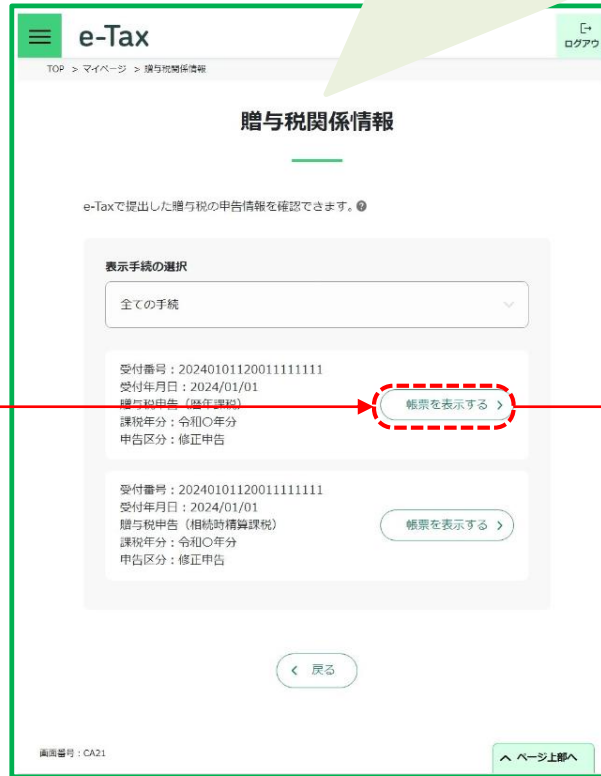 e-Tax
ログアウ
TOP > マイページ > 贈与税関係情報
贈与税関係情報
e-Taxで提出した贈与税の申告情報を確認できます。
表示手続の選択
全ての手続
受付番号：20240101120011111111
受付年月日：2024/01/01
贈与税申告（暦年課税）
課税年分：令和〇年分
申告区分：修正申告
帳票を表示する
受付番号：20240101120011111111
受付年月日：2024/01/01
贈与税申告（相続時精算課税）
課税年分：令和〇年分
申告区分：修正申告
帳票を表示する
戻る
画面番号：CA21
ページ上部へ